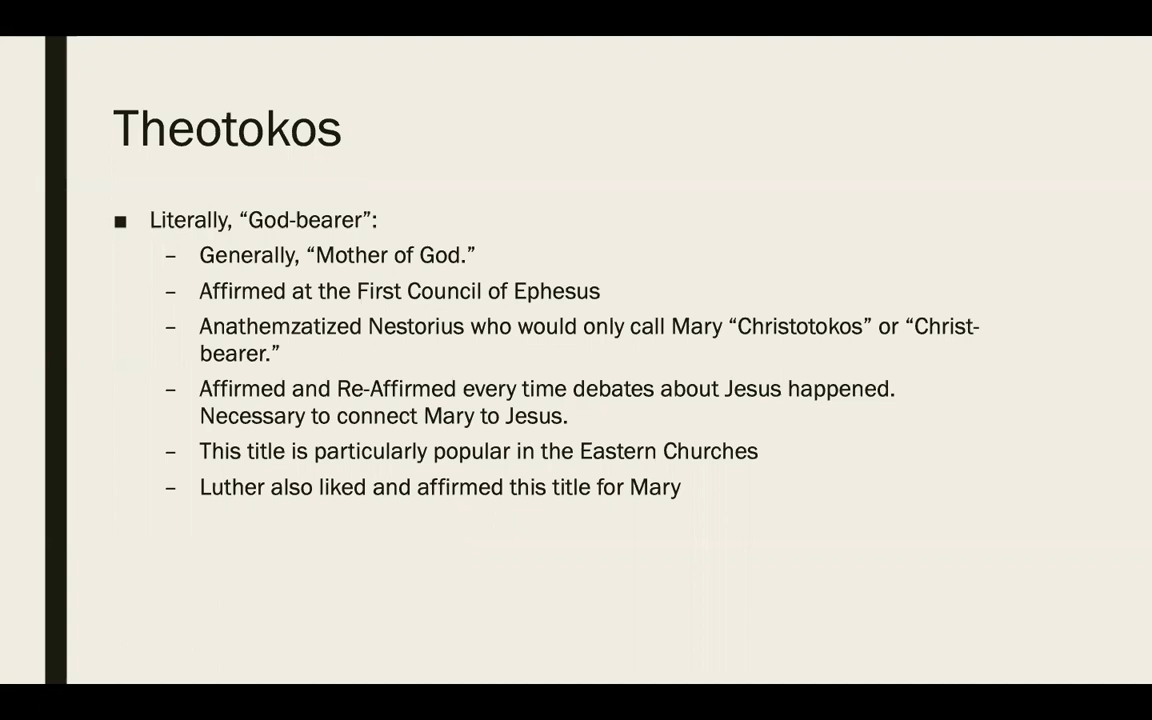 Theotokos
■ Literally, “God-bearer”:
– Generally, “Mother of God.”
– Affirmed at the First Council of Ephesus
– Anathemzatized Nestorius who would only call Mary “Christotokos” or “Christ-
bearer.”
– Affirmed and Re-Affirmed every time debates about Jesus happened.
Necessary to connect Mary to Jesus.
– This title is particularly popular in the Eastern Churches
– Luther also liked and affirmed this title for Mary